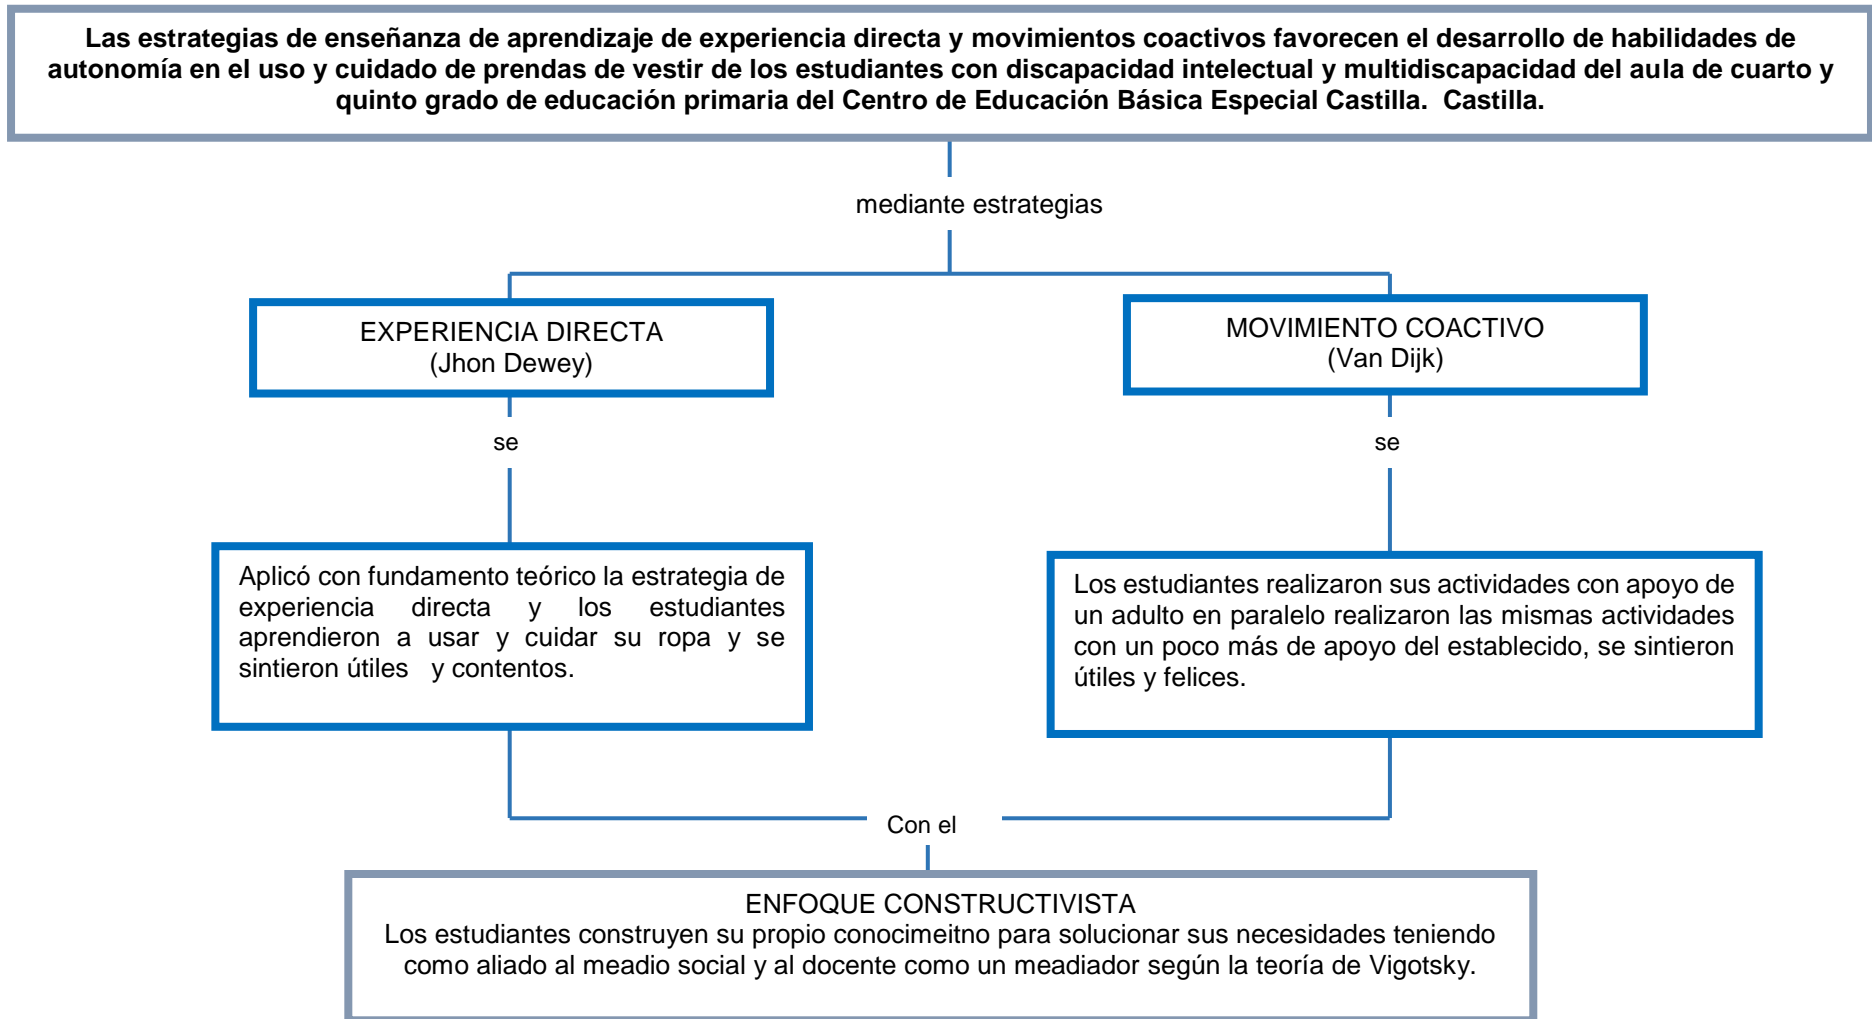 Las estrategias de enseñanza de aprendizaje de experiencia directa y movimientos coactivos favorecen el desarrollo de habilidades de
autonomía en el uso y cuidado de prendas de vestir de los estudiantes con discapacidad intelectual y multidiscapacidad del aula de cuarto y
quinto grado de educación primaria del Centro de Educación Básica Especial Castilla. Castilla.
mediante estrategias
EXPERIENCIA DIRECTA
(Jhon Dewey)
MOVIMIENTO COACTIVO
(Van Dijk)
se
se
Aplicó con fundamento teórico la estrategia de
experiencia directa y los estudiantes
aprendieron a usar y cuidar su ropa y se
sintieron útiles y contentos.
Los estudiantes realizaron sus actividades con apoyo de
un adulto en paralelo realizaron las mismas actividades
con un poco más de apoyo del establecido, se sintieron
útiles y felices.
Con el
ENFOQUE CONSTRUCTIVISTA
Los estudiantes construyen su propio conocimeitno para solucionar sus necesidades teniendo
como aliado al meadio social y al docente como un meadiador según la teoría de Vigotsky.